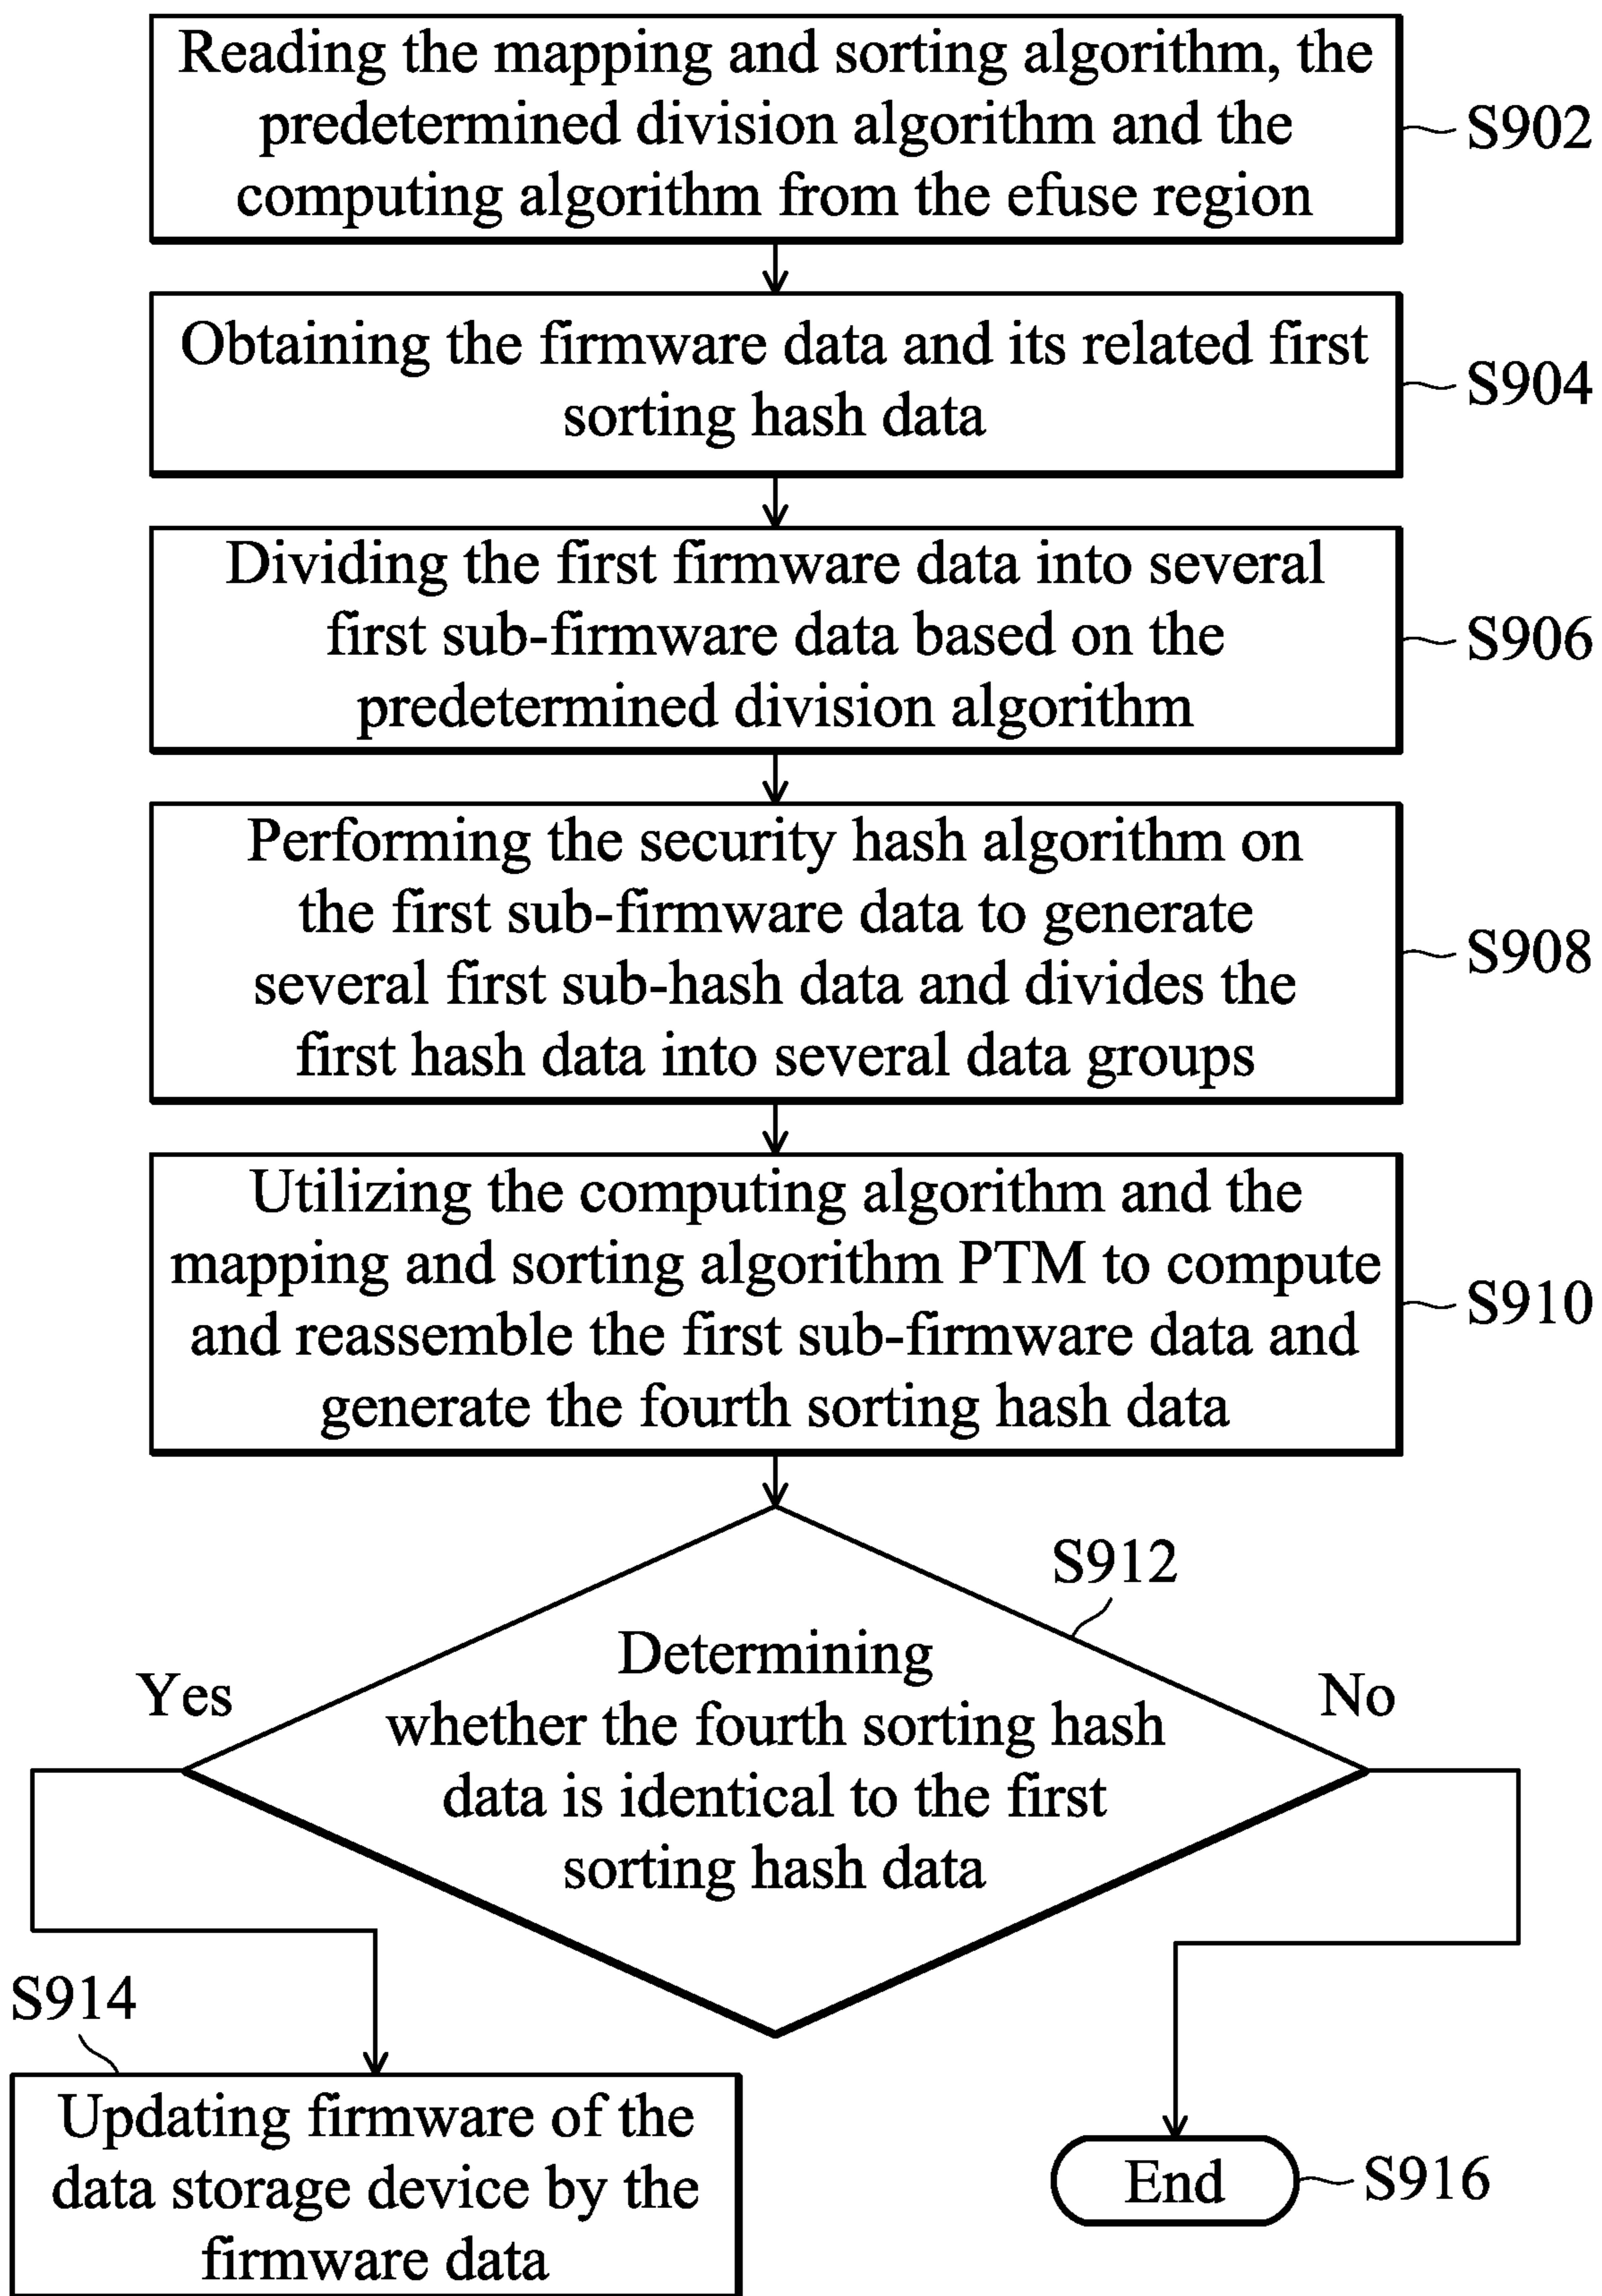 Reading the mapping and sorting algorithm, the
predetermined division algorithm and the
computing algorithm from the efuse region
S902
Obtaining the firmware data and its related first
sorting hash data
S904
Dividing the first firmware data into several
first sub-firmware data based on the
predetermined division algorithm
S906
Performing the security hash algorithm on
the first sub-firmware data to generate
several first sub-hash data and divides the
first hash data into several data groups
S908
Utilizing the computing algorithm and the
mapping and sorting algorithm PTM to compute
and reassemble the first sub-firmware data and
generate the fourth sorting hash data
S910
S912
Determining
whether the fourth sorting hash
data is identical to the first
sorting hash data
Yes
No
S914
Updating firmware of the
data storage device by the
firmware data
End
S916